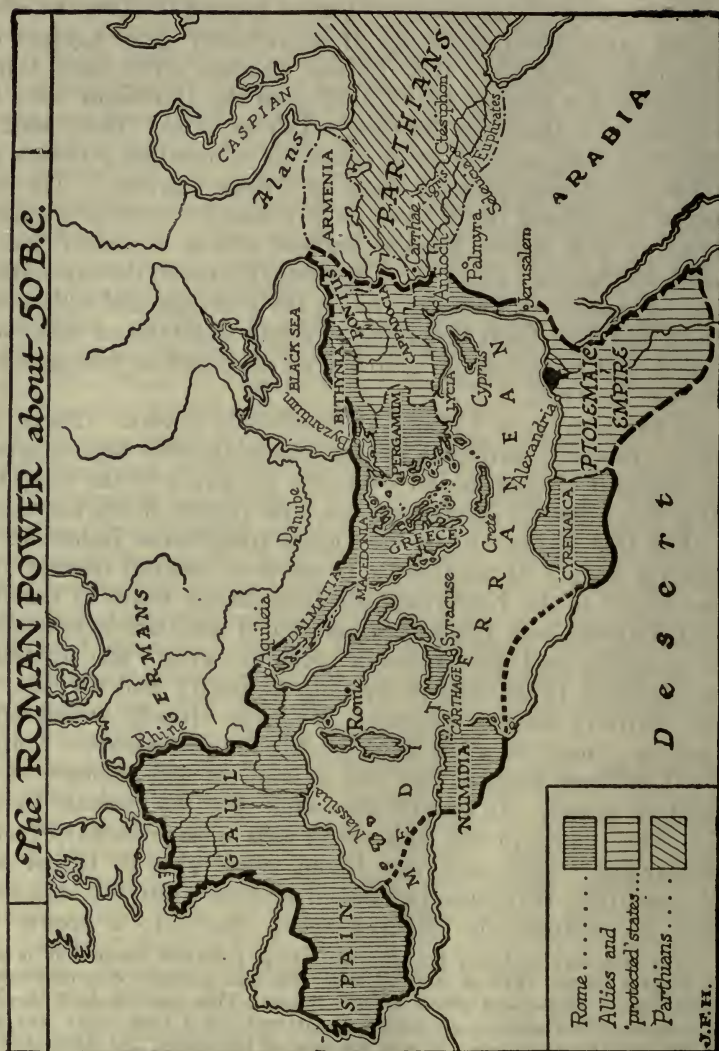 The ROMAN POWER about 50 B.C.
CASPIAN
Alans
ARMENIA
PARTHIANS
Carrhae
Ctesiphon
Euphrates
Antioch
Palmyra
ARABIA
Jerusalem
BLACK SEA
Byzantium
BITHYNIA
PONTUS
CAPPADOCIA
PERGAMUM
LYCIA
Cyprus
Alexandria
PTOLEMAIC
EMPIRE
Danube
GERMANS
Rhine
Aquileia
DALMATIA
MACEDONIA
GREECE
Crete
CYRENAICA
Syracuse
Rome
CARTHAGE
NUMIDIA
MEDITERRANEAN
Massilia
GAUL
SPAIN
Desert
Rome........
Allies and
'protected' states...
Parthians.....
J.F.H.